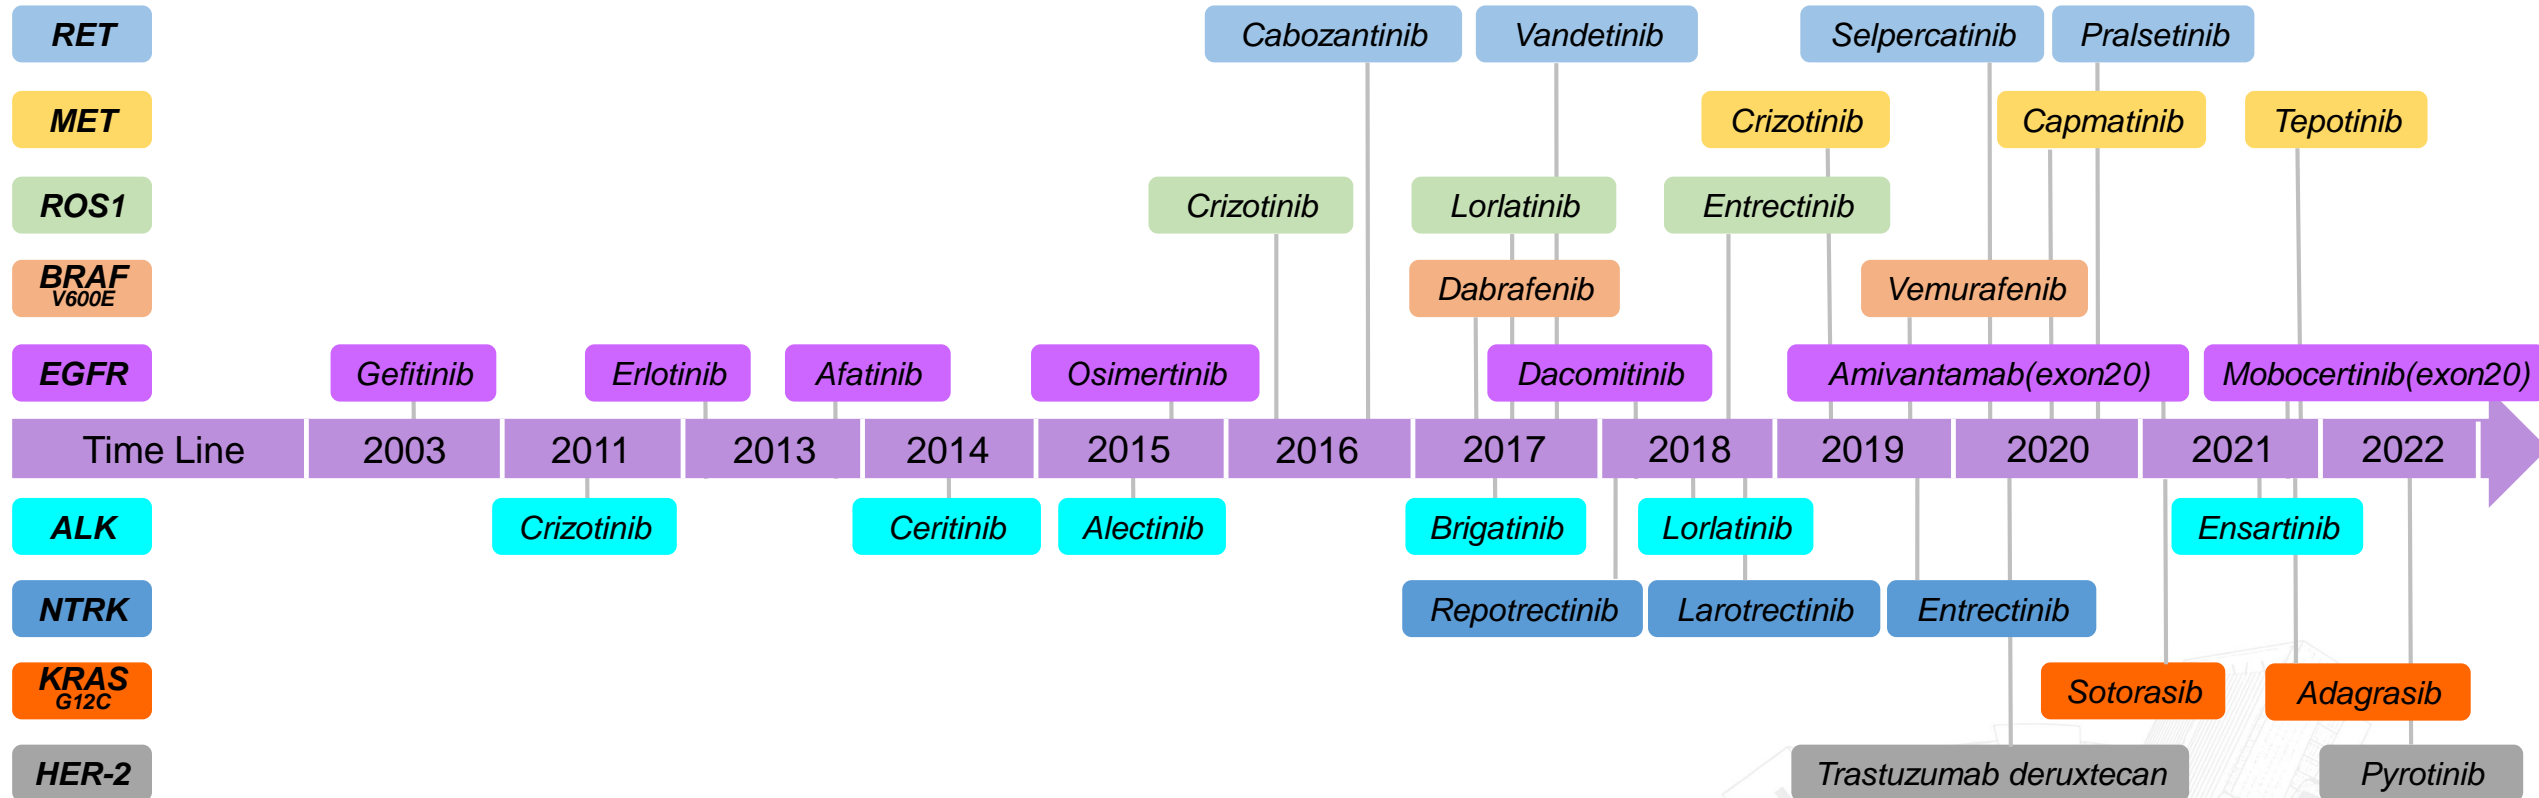 RET Cabozantinib Vandetinib Selpercatinib Pralsetinib
MET Crizotinib Capmatinib Tepotinib
ROS1 Crizotinib Lorlatinib Entrectinib
BRAF
V600E
Dabrafenib Vemurafenib
EGFR Gefitinib Erlotinib Afatinib Osimertinib Dacomitinib Amivantamab(exon20) Mobocertinib(exon20)
Time Line 2003 2011 2013 2014 2015 2016 2017 2018 2019 2020 2021 2022
ALK Crizotinib Ceritinib Alectinib Brigatinib Lorlatinib Ensartinib
NTRK Repotrectinib Larotrectinib Entrectinib
KRAS
G12C
Sotorasib Adagrasib
HER-2 Trastuzumab deruxtecan Pyrotinib